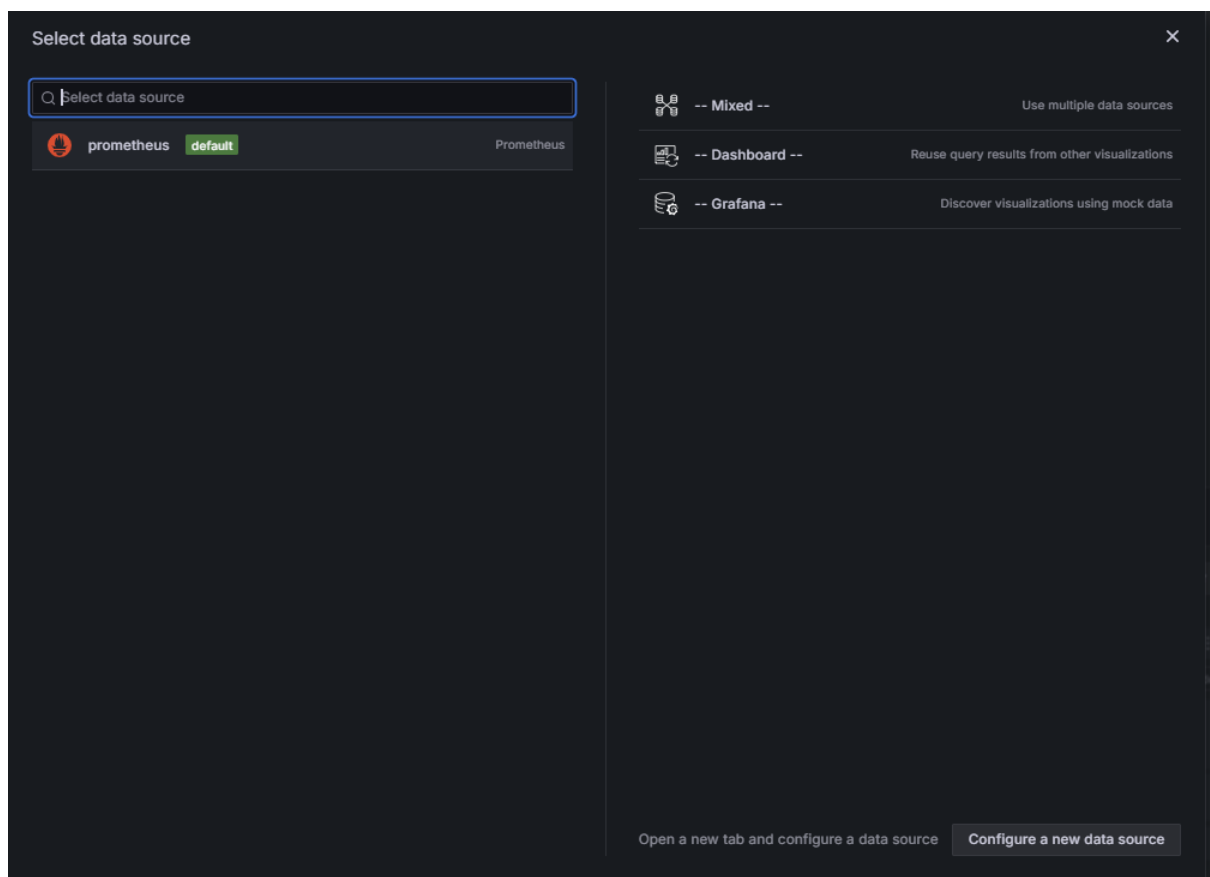 Select data source
Select data source
prometheus default Prometheus
-- Mixed -- Use multiple data sources
-- Dashboard -- Reuse query results from other visualizations
-- Grafana -- Discover visualizations using mock data
Open a new tab and configure a data source Configure a new data source